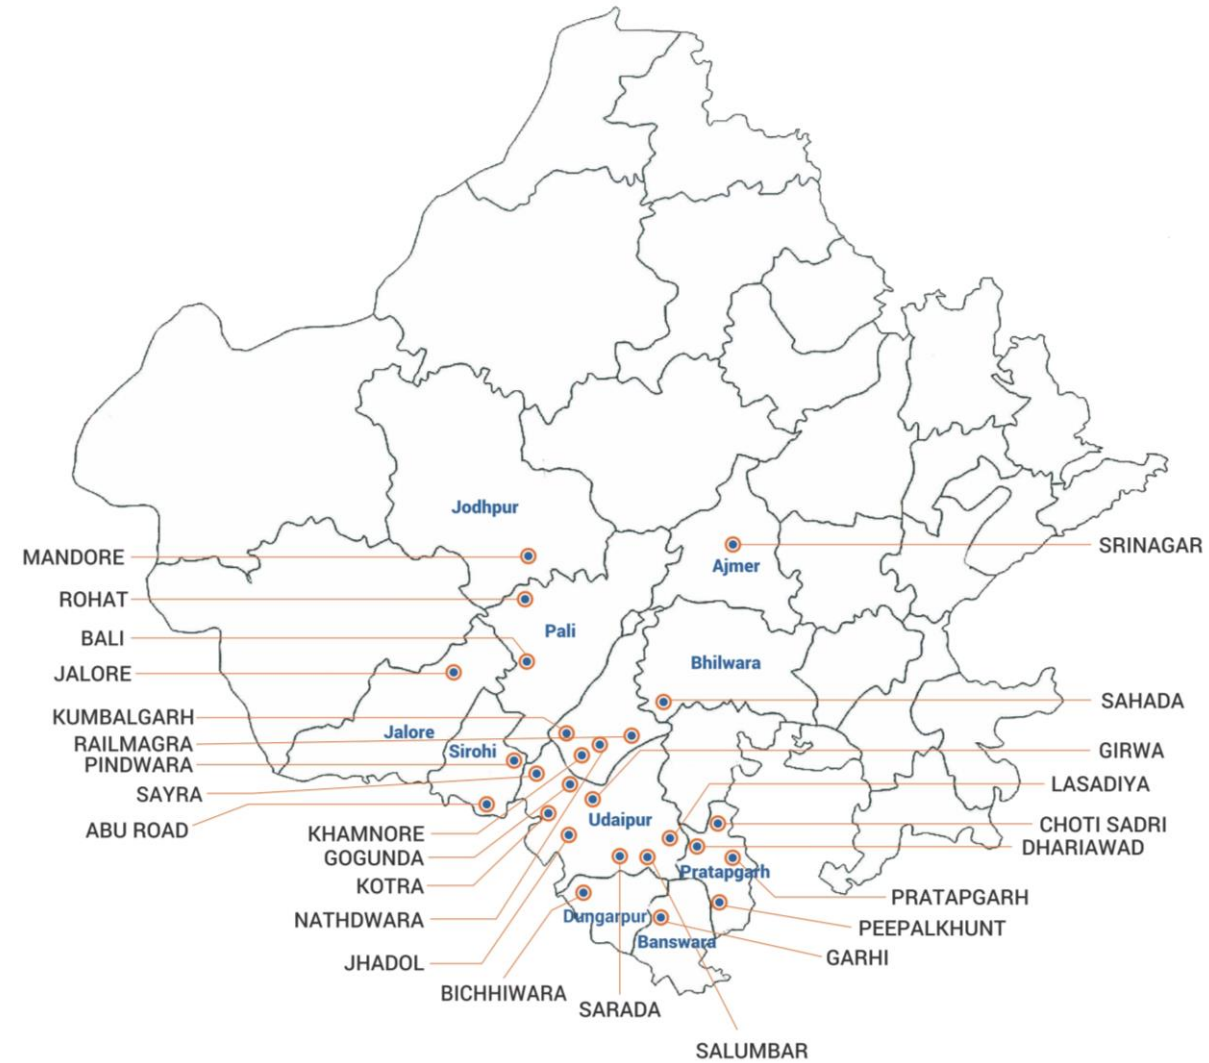 Jodhpur
MANDORE
SRINAGAR
Ajmer
ROHAT
Pali
BALI
Bhilwara
JALORE
SAHADA
KUMBALGARH
Jalore
RAILMAGRA
Sirohi
GIRWA
PINDWARA
LASADIYA
SAYRA
Udaipur
CHOTI SADRI
ABU ROAD
KHAMNORE
DHARIAWAD
GOGUNDA
Pratapgarh
KOTRA
PRATAPGARH
NATHDWARA
Dungarpur
PEEPALKHUNT
Banswara
GARHI
JHADOL
BICHHIWARA
SARADA
SALUMBAR